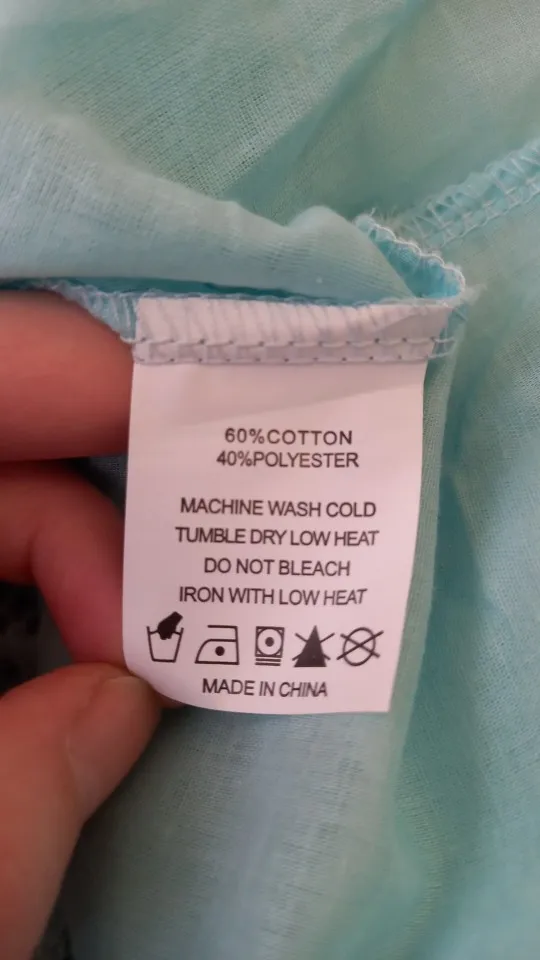 60%COTTON
40%POLYESTER
MACHINE WASH COLD
TUMBLE DRY LOW HEAT
DO NOT BLEACH
IRON WITH LOW HEAT
MADE IN CHINA